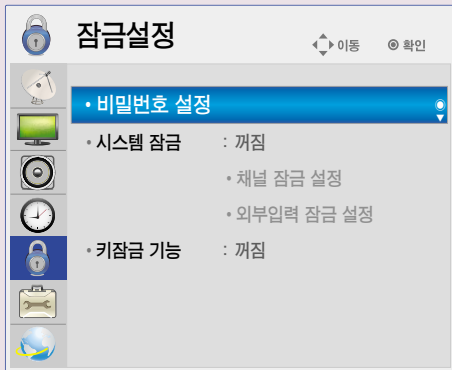 잠금설정
이동 확인
• 비밀번호 설정
• 시스템 잠금 : 꺼짐
• 채널 잠금 설정
• 외부입력 잠금 설정
• 키잠금 기능 : 꺼짐